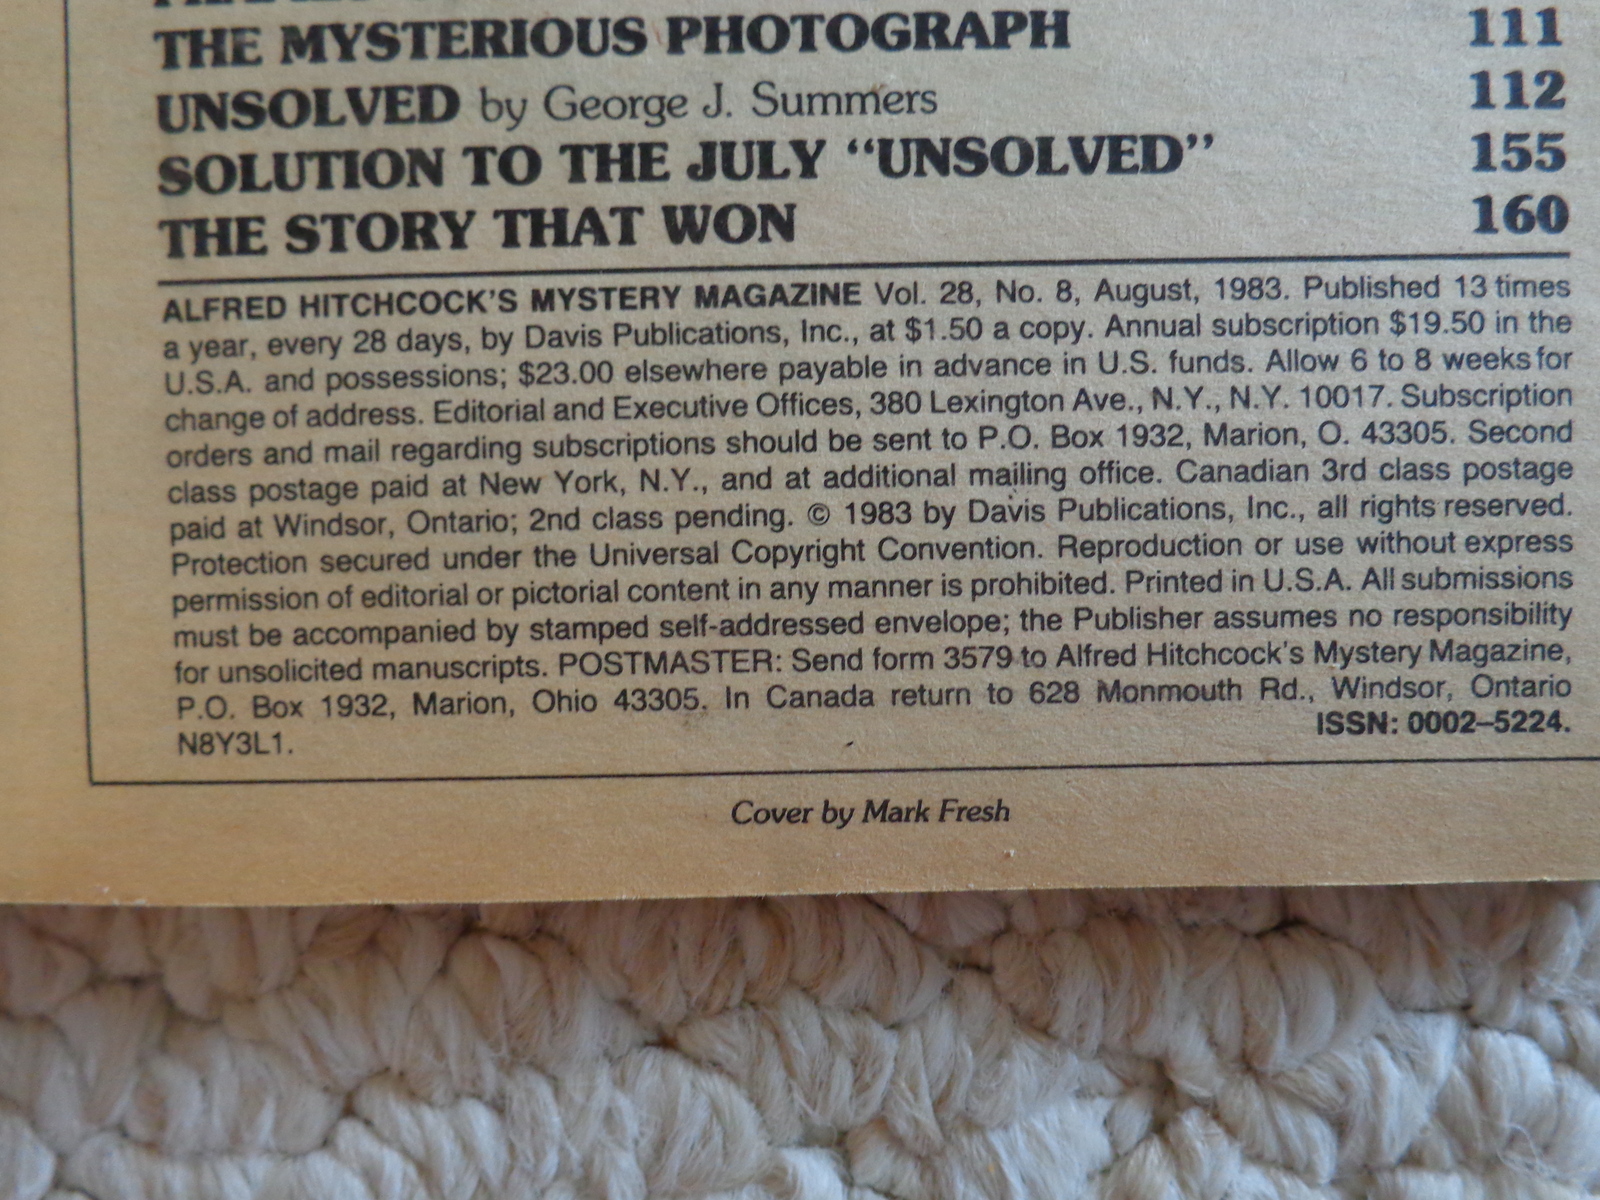 THE MYSTERIOUS PHOTOGRAPH 111
UNSOLVED by George J. Summers 112
SOLUTION TO THE JULY “UNSOLVED” 155
THE STORY THAT WON 160
ALFRED HITCHCOCK'S MYSTERY MAGAZINE Vol. 28, No. 8, August, 1983. Published 13 times
a year, every 28 days, by Davis Publications, Inc., at $1.50 a copy. Annual subscription $19.50 in the
U.S.A. and possessions; $23.00 elsewhere payable in advance in U.S. funds. Allow 6 to 8 weeks for
change of address. Editorial and Executive Offices, 380 Lexington Ave., N.Y., N.Y. 10017. Subscription
orders and mail regarding subscriptions should be sent to P.O. Box 1932, Marion, O. 43305. Second
class postage paid at New York, N.Y., and at additional mailing office. Canadian 3rd class postage
paid at Windsor, Ontario; 2nd class pending. © 1983 by Davis Publications, Inc., all rights reserved.
Protection secured under the Universal Copyright Convention. Reproduction or use without express
permission of editorial or pictorial content in any manner is prohibited. Printed in U.S.A. All submissions
must be accompanied by stamped self-addressed envelope; the Publisher assumes no responsibility
for unsolicited manuscripts. POSTMASTER: Send form 3579 to Alfred Hitchcock's Mystery Magazine,
P.O. Box 1932, Marion, Ohio 43305. In Canada return to 628 Monmouth Rd., Windsor, Ontario
N8Y3L1. ISSN: 0002–5224.
Cover by Mark Fresh